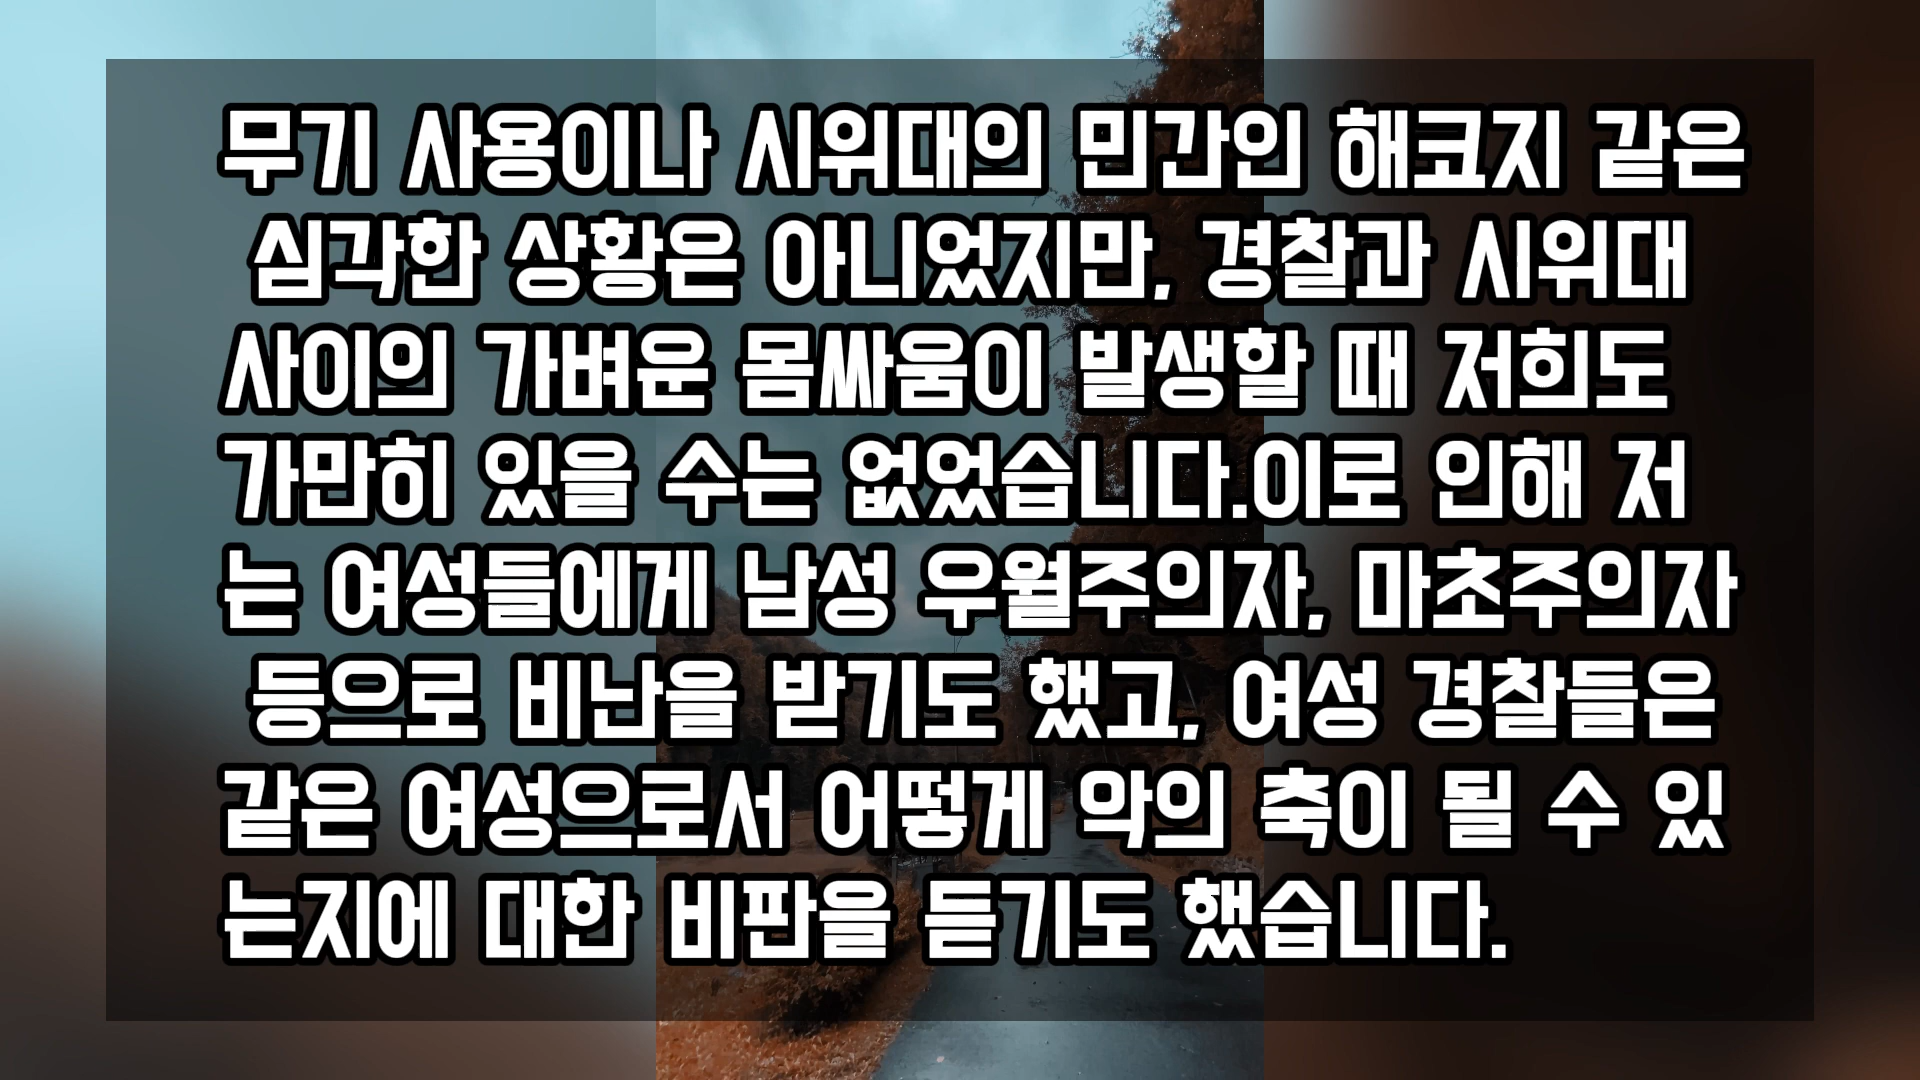 무기 사용이나 시위대의 민간인 해코지 같은
심각한 상황은 아니었지만, 경찰과 시위대
사이의 가벼운 몸싸움이 발생할 때 저희도
가만히 있을 수는 없었습니다.이로 인해 저
는 여성들에게 남성 우월주의자, 마초주의자
등으로 비난을 받기도 했고, 여성 경찰들은
같은 여성으로서 어떻게 악의 축이 될 수 있
는지에 대한 비판을 듣기도 했습니다.